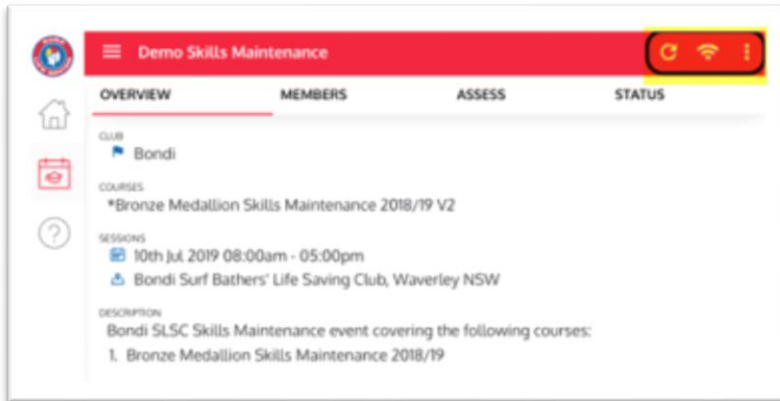 Demo Skills Maintenance
OVERVIEW MEMBERS ASSESS STATUS
CLUB
Bondi
COURSES
*Bronze Medallion Skills Maintenance 2018/19 V2
SESSIONS
10th Jul 2019 08:00am - 05:00pm
Bondi Surf Bathers' Life Saving Club, Waverley NSW
DESCRIPTION
Bondi SLSC Skills Maintenance event covering the following courses:
1. Bronze Medallion Skills Maintenance 2018/19